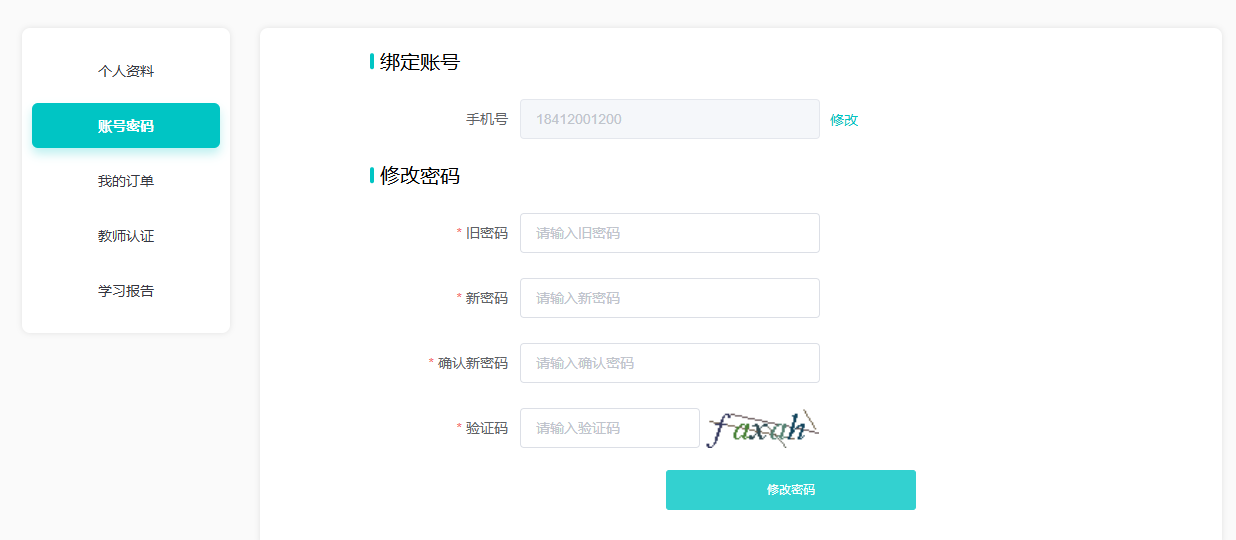 个人资料
账号密码
我的订单
教师认证
学习报告
绑定账号
手机号 18412001200 修改
修改密码
* 旧密码 请输入旧密码
* 新密码 请输入新密码
* 确认新密码 请输入确认密码
* 验证码 请输入验证码 faxah
修改密码